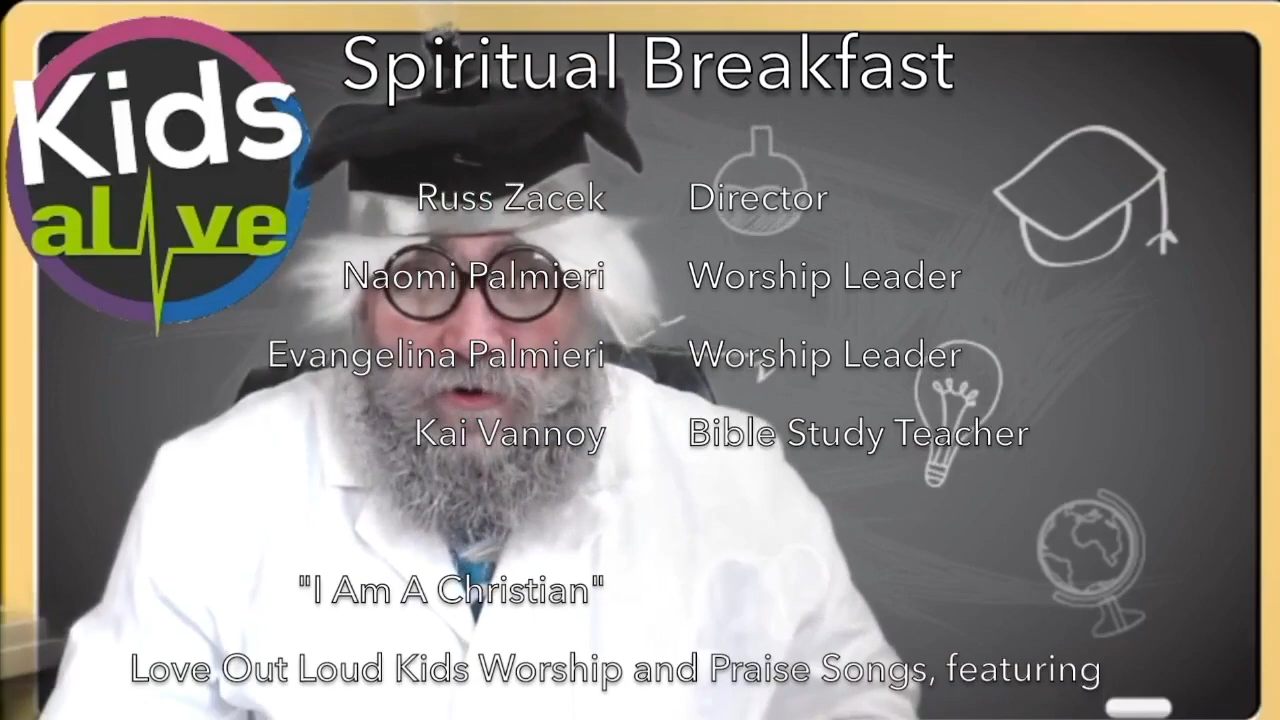 Kids
aLive
Spiritual Breakfast
Russ Zacek Director
Naomi Palmieri Worship Leader
Evangelina Palmieri Worship Leader
Kai Vannoy Bible Study Teacher
"I Am A Christian"
Love Out Loud Kids Worship and Praise Songs, featuring